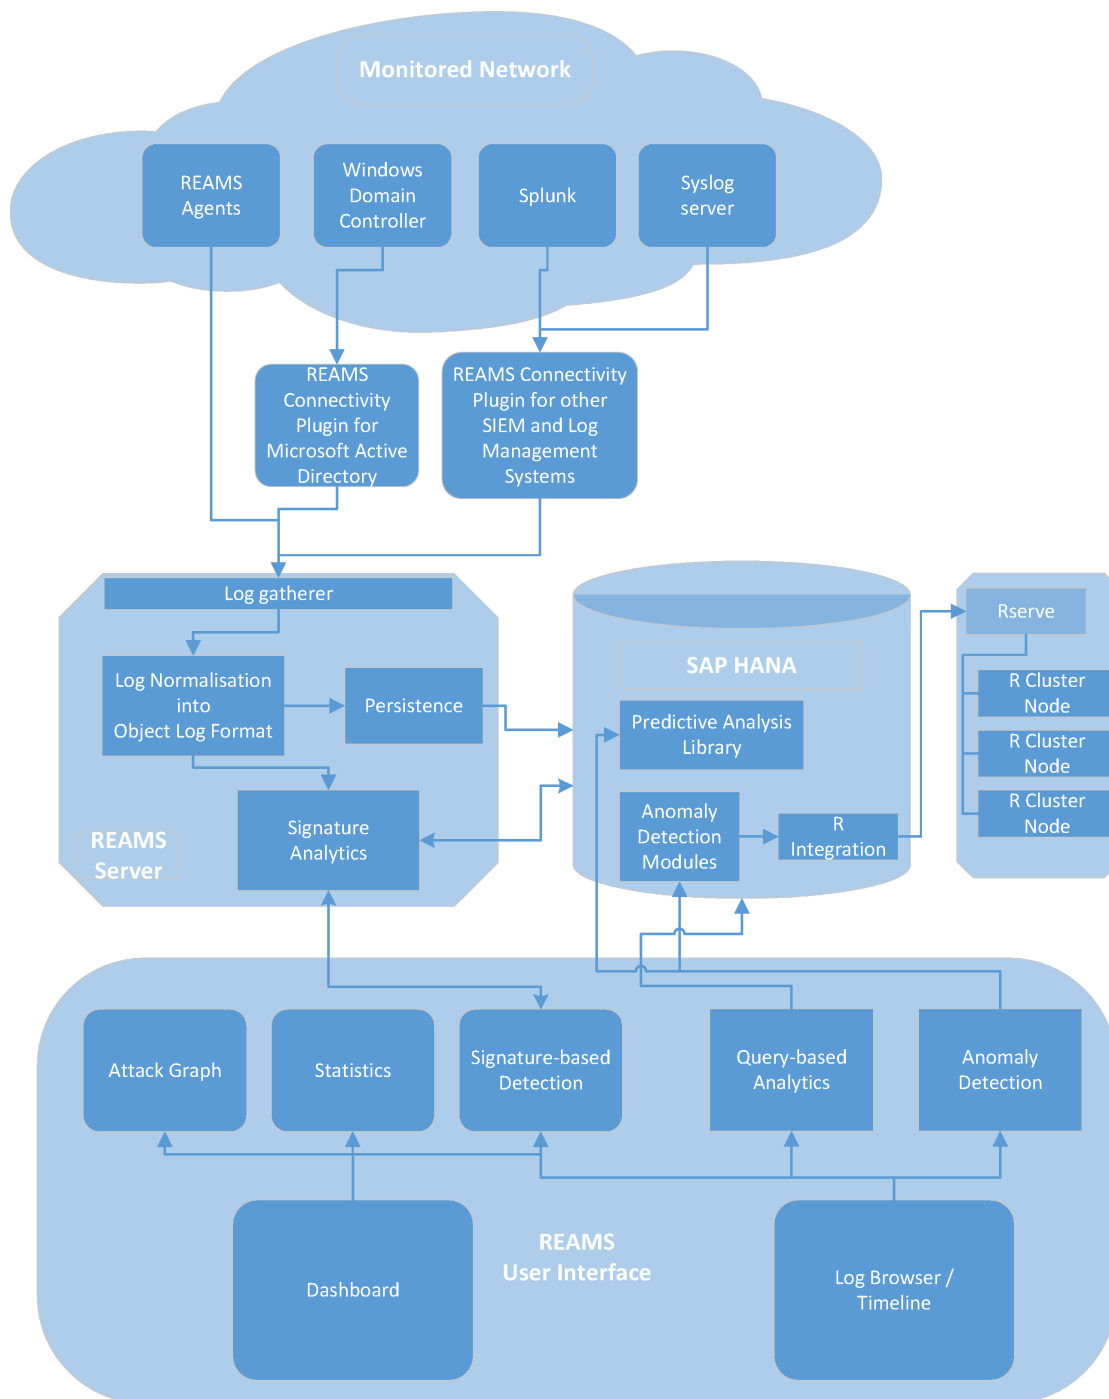 Monitored Network
REAMS
Agents
Windows
Domain
Controller
Splunk
Syslog
server
REAMS
Connectivity
Plugin for
Microsoft Active
Directory
REAMS Connectivity
Plugin for other
SIEM and Log
Management
Systems
Log gatherer
Log Normalisation
into
Object Log Format
Persistence
Signature
Analytics
REAMS
Server
SAP HANA
Predictive Analysis
Library
Anomaly
Detection
Modules
R
Integration
Rserve
R Cluster
Node
R Cluster
Node
R Cluster
Node
Attack Graph
Statistics
Signature-based
Detection
Query-based
Analytics
Anomaly
Detection
Dashboard
REAMS
User Interface
Log Browser /
Timeline